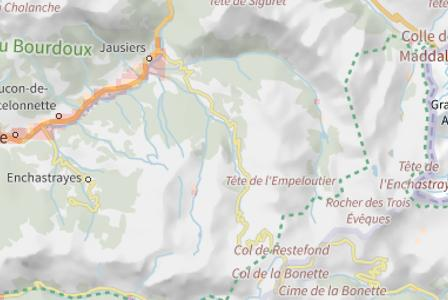 Cholanche
Tête de Siguret
Colle de
Maddal
u Bourdoux
Jausiers
ucon-de-
celonnette
Gra
A
e
Enchastrayes
Tête de l'Empeloutier
Tête de
l'Enchastray
Rocher des Trois
Évêques
Col de Restefond
Col de la Bonette
Cime de la Bonette